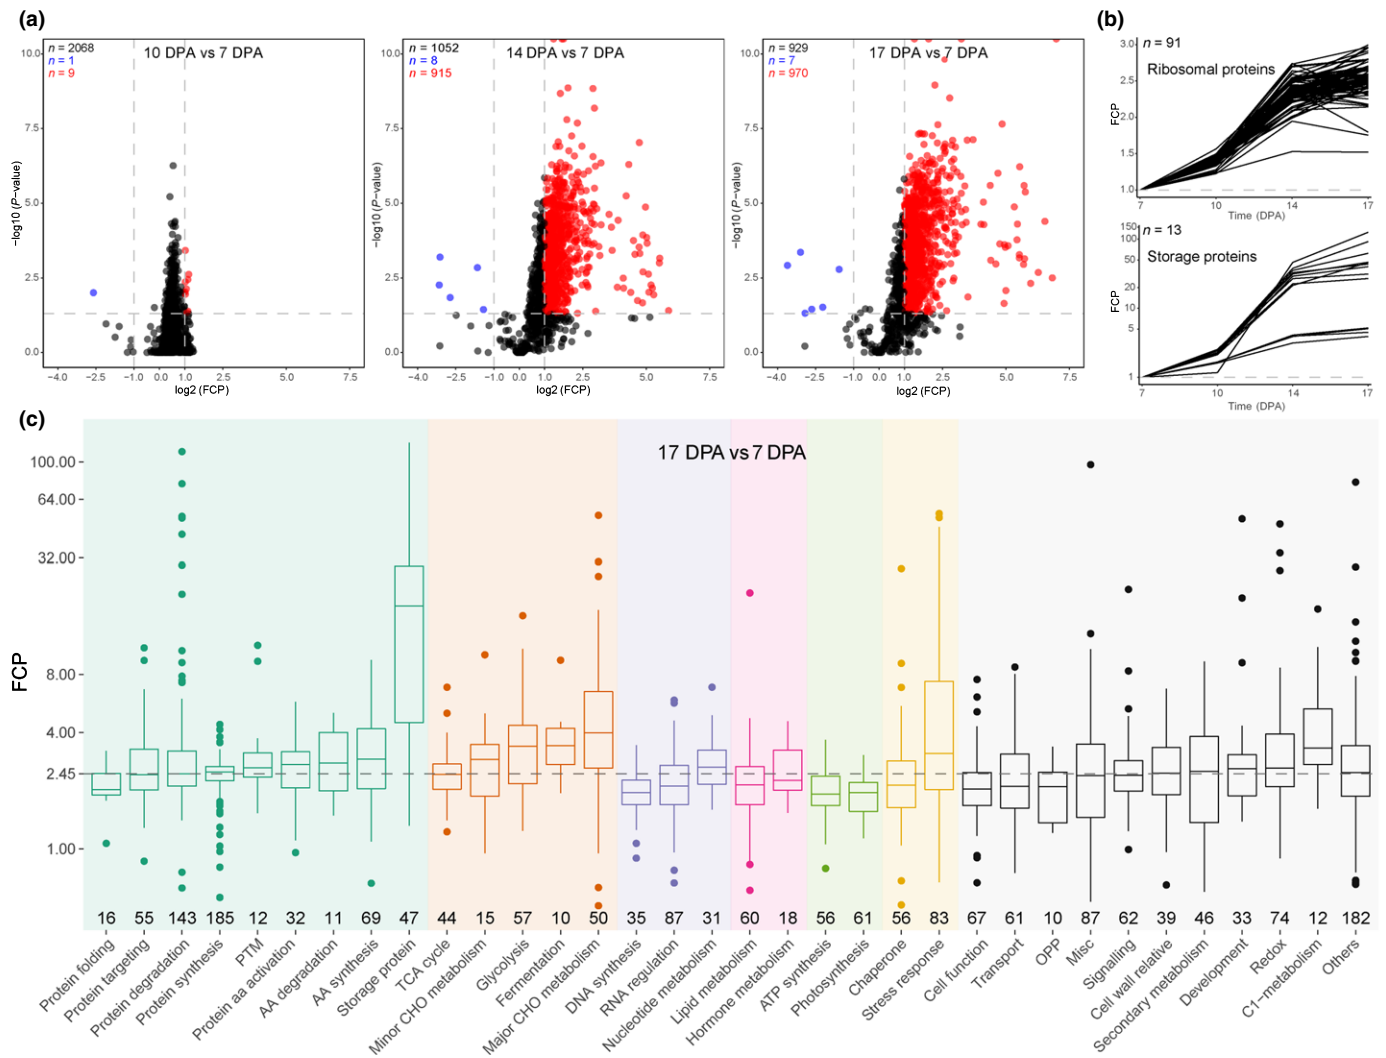 (a)
n = 2068
n = 1
n = 9
10 DPA vs 7 DPA
10.0
7.5
5.0
2.5
0.0
−log10 (P−value)
−4.0 −2.5 −1.0 0.0 1.0 2.5 5.0 7.5
log2 (FCP)
n = 1052
n = 8
n = 915
14 DPA vs 7 DPA
10.0
7.5
5.0
2.5
0.0
−log10 (P−value)
−4.0 −2.5 −1.0 0.0 1.0 2.5 5.0 7.5
log2 (FCP)
n = 929
n = 7
n = 970
17 DPA vs 7 DPA
10.0
7.5
5.0
2.5
0.0
−log10 (P−value)
−4.0 −2.5 −1.0 0.0 1.0 2.5 5.0 7.5
log2 (FCP)
(b)
n = 91
Ribosomal proteins
3.0
2.5
2.0
1.5
1.0
FCP
7 10 14 17
Time (DPA)
n = 13
Storage proteins
150
100
50
20
10
5
1
FCP
7 10 14 17
Time (DPA)
(c)
17 DPA vs 7 DPA
100.00
64.00
32.00
8.00
4.00
2.45
1.00
FCP
16 55 143 185 12 32 11 69 47 44 15 57 10 50 35 87 31 60 18 56 61 56 83 67 61 10 87 62 39 46 33 74 12 182
Protein folding
Protein targeting
Protein degradation
Protein synthesis
PTM
Protein aa activation
AA degradation
AA synthesis
Storage protein
TCA cycle
Minor CHO metabolism
Glycolysis
Fermentation
Major CHO metabolism
DNA synthesis
RNA regulation
Nucleotide metabolism
Lipid metabolism
Hormone metabolism
ATP synthesis
Photosynthesis
Chaperone
Stress response
Cell function
Transport
OPP
Misc
Signalling
Cell wall relative
Secondary metabolism
Development
Redox
C1−metabolism
Others